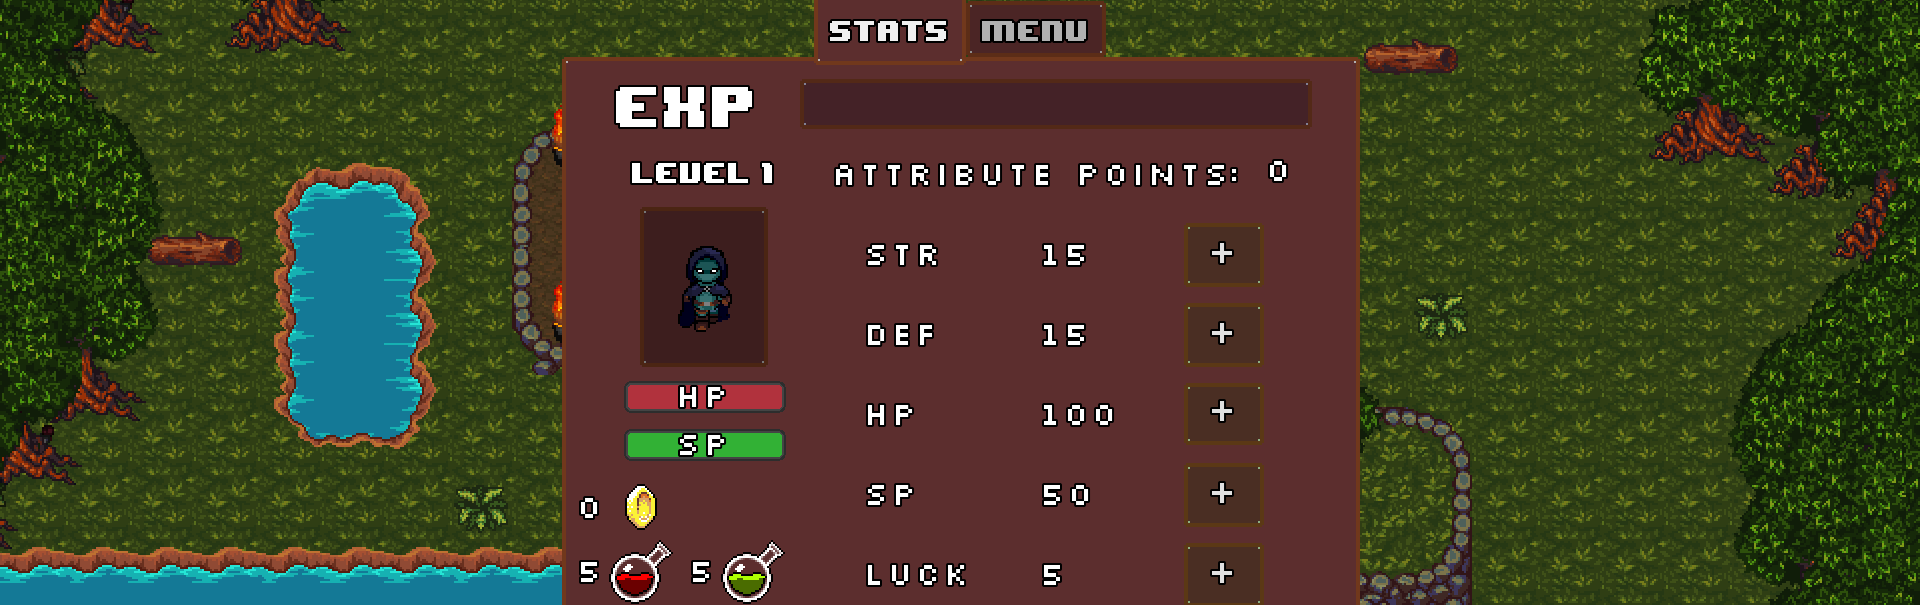 STATS MENU
EXP
LEVEL 1 ATTRIBUTE POINTS: 0
STR 15 +
DEF 15 +
HP
HP 100 +
SP
SP 50 +
0
5 5
LUCK 5 +